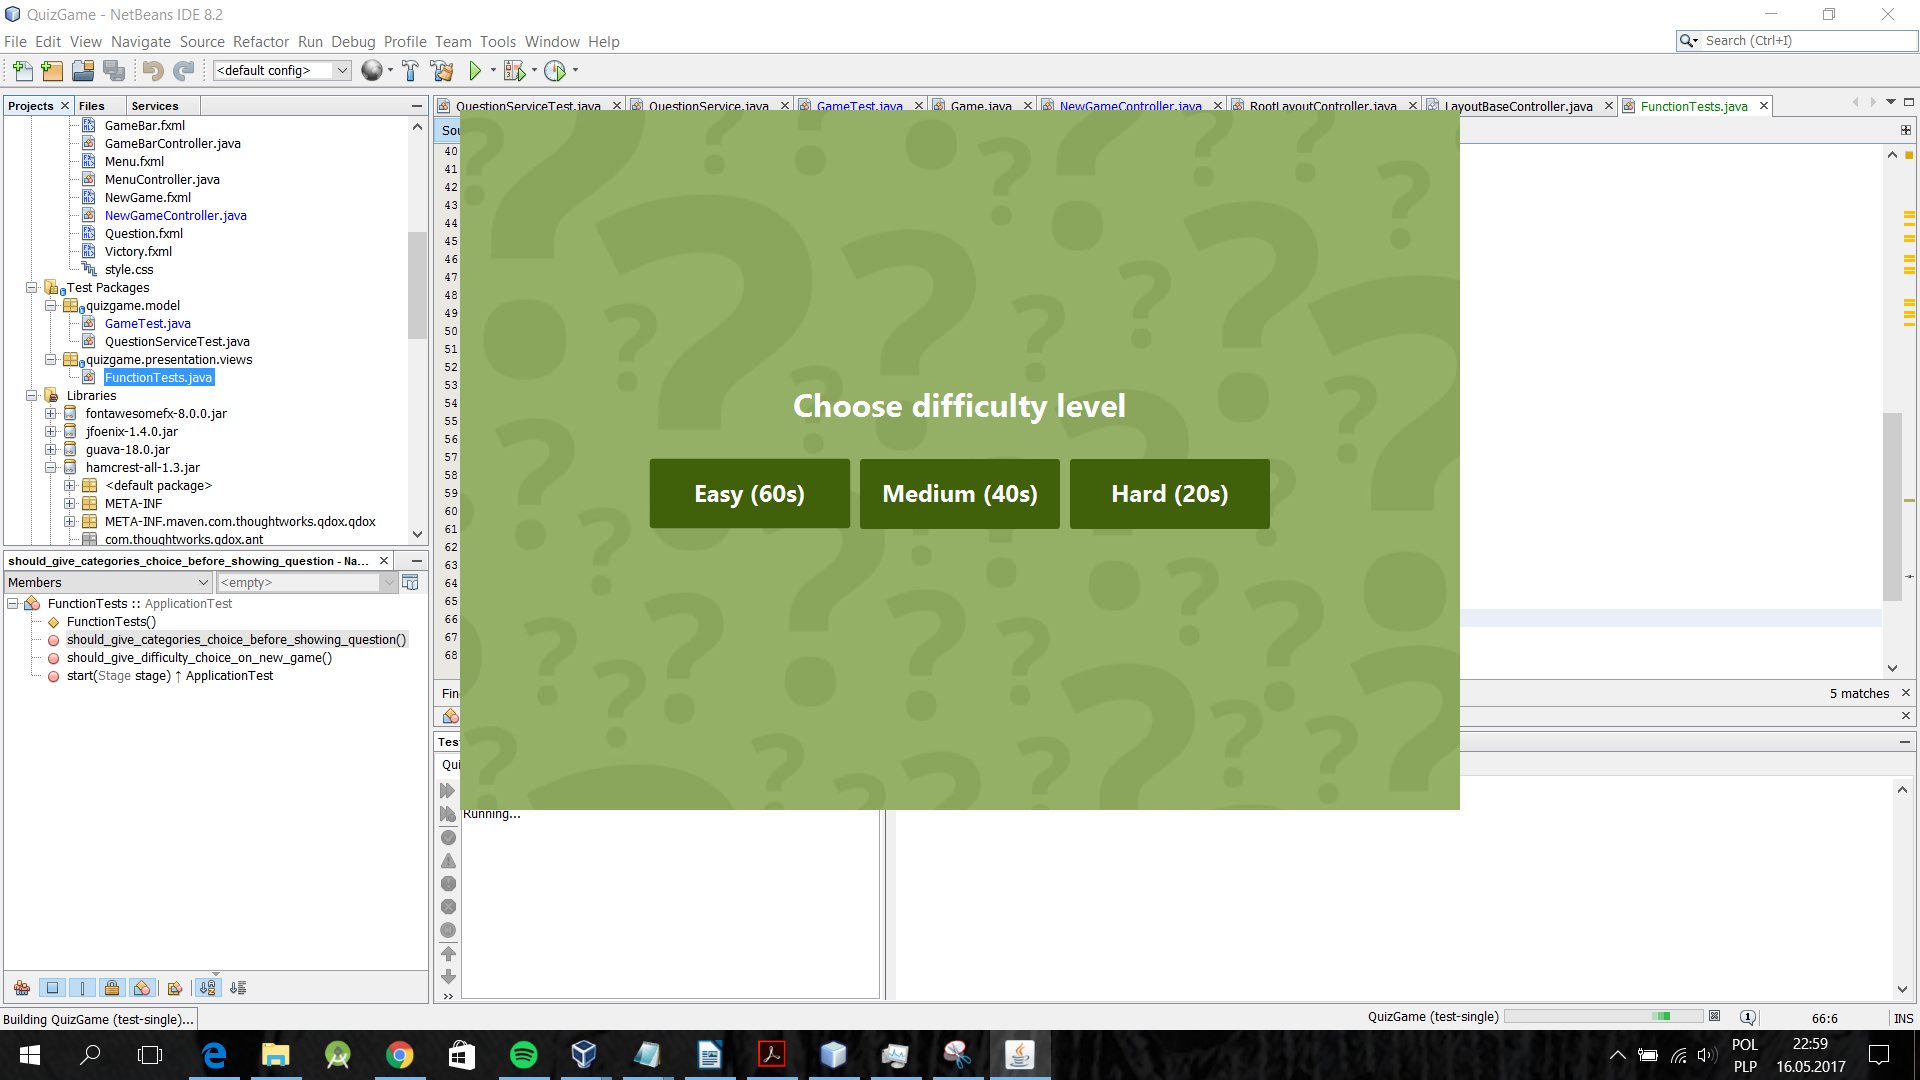 QuizGame - NetBeans IDE 8.2
File Edit View Navigate Source Refactor Run Debug Profile Team Tools Window Help
Search (Ctrl+I)
<default config>
Projects Files Services
QuestionServiceTest.java QuestionService.java GameTest.java Game.java NewGameController.java RootLayoutController.java LayoutBaseController.java FunctionTests.java
GameBar.fxml
GameBarController.java
Menu.fxml
MenuController.java
NewGame.fxml
NewGameController.java
Question.fxml
Victory.fxml
style.css
Test Packages
quizgame.model
GameTest.java
QuestionServiceTest.java
quizgame.presentation.views
FunctionTests.java
Libraries
fontawesomefx-8.0.0.jar
jfoenix-1.4.0.jar
guava-18.0.jar
hamcrest-all-1.3.jar
<default package>
META-INF
META-INF.maven.com.thoughtworks.qdox.qdox
com.thoughtworks.qdox.ant
should_give_categories_choice_before_showing_question - Na...
Members
<empty>
FunctionTests :: ApplicationTest
FunctionTests()
should_give_categories_choice_before_showing_question()
should_give_difficulty_choice_on_new_game()
start(Stage stage) ↑ ApplicationTest
Sou
40
41
42
43
44
45
46
47
48
49
50
51
52
53
54
55
56
57
58
59
60
61
62
63
64
65
66
67
68
Choose difficulty level
Easy (60s) Medium (40s) Hard (20s)
Fin
5 matches
Tes
Qui
Running...
Building QuizGame (test-single)...
QuizGame (test-single)
1
66:6
INS
POL
PLP
22:59
16.05.2017